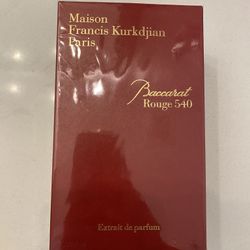 Maison
Francis Kurkdjian
Paris
Baccarat
Rouge 540
Extrait de parfum